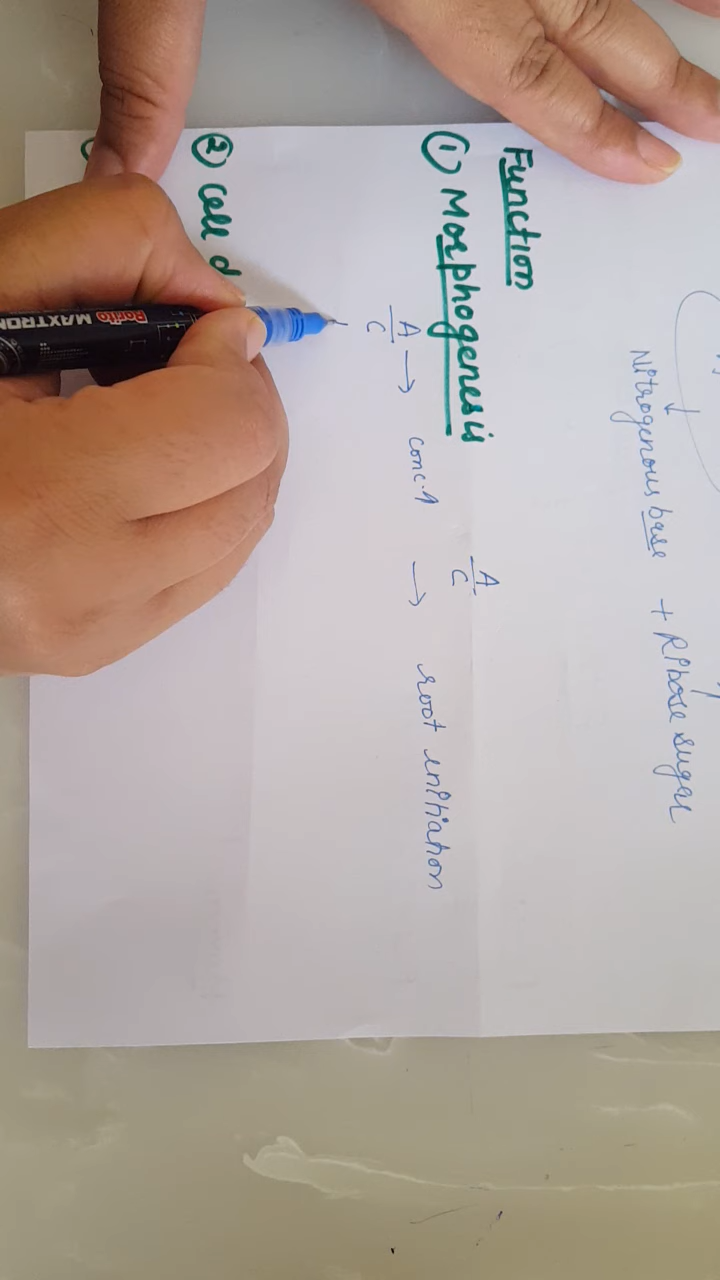 Nitrogenous base + Ribose sugar
Function
① Morphogenesis
A/C
A/C → conc.↑ → root initiation
② Cell d
Rorito MAXTRON